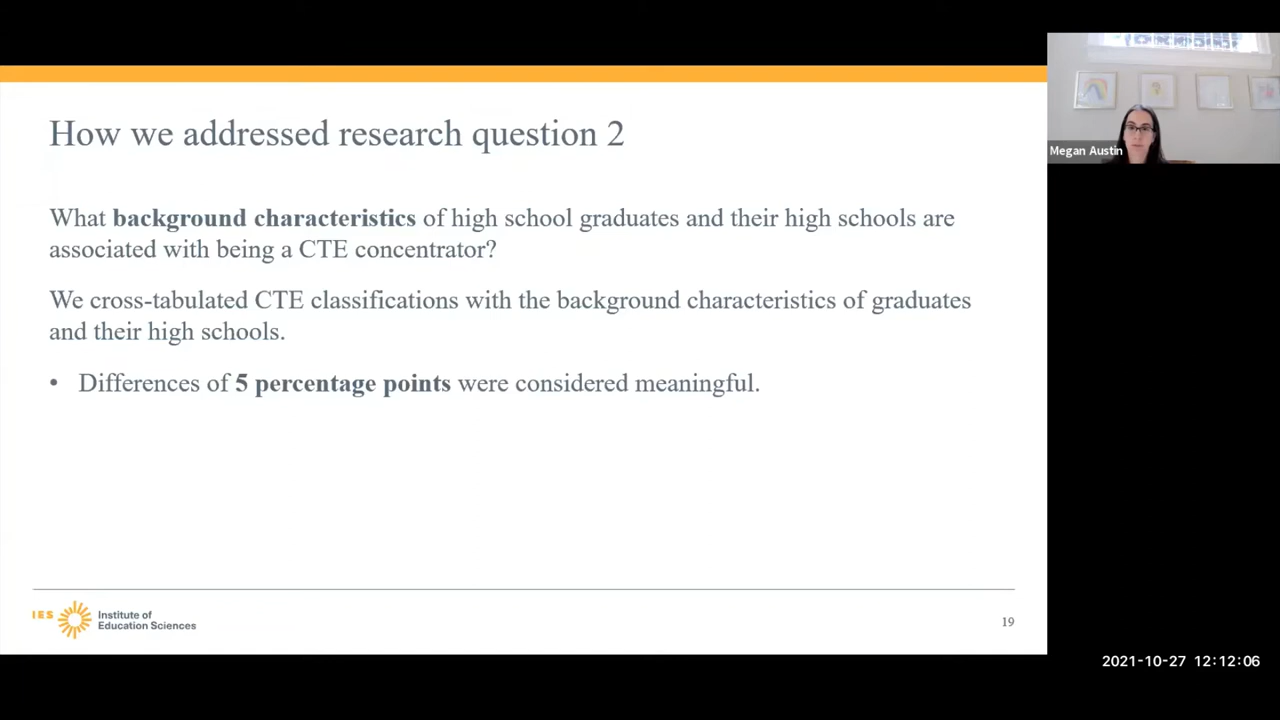 How we addressed research question 2
What background characteristics of high school graduates and their high schools are
associated with being a CTE concentrator?
We cross-tabulated CTE classifications with the background characteristics of graduates
and their high schools.
• Differences of 5 percentage points were considered meaningful.
IES Institute of
Education Sciences
19
Megan Austin
2021-10-27 12:12:06